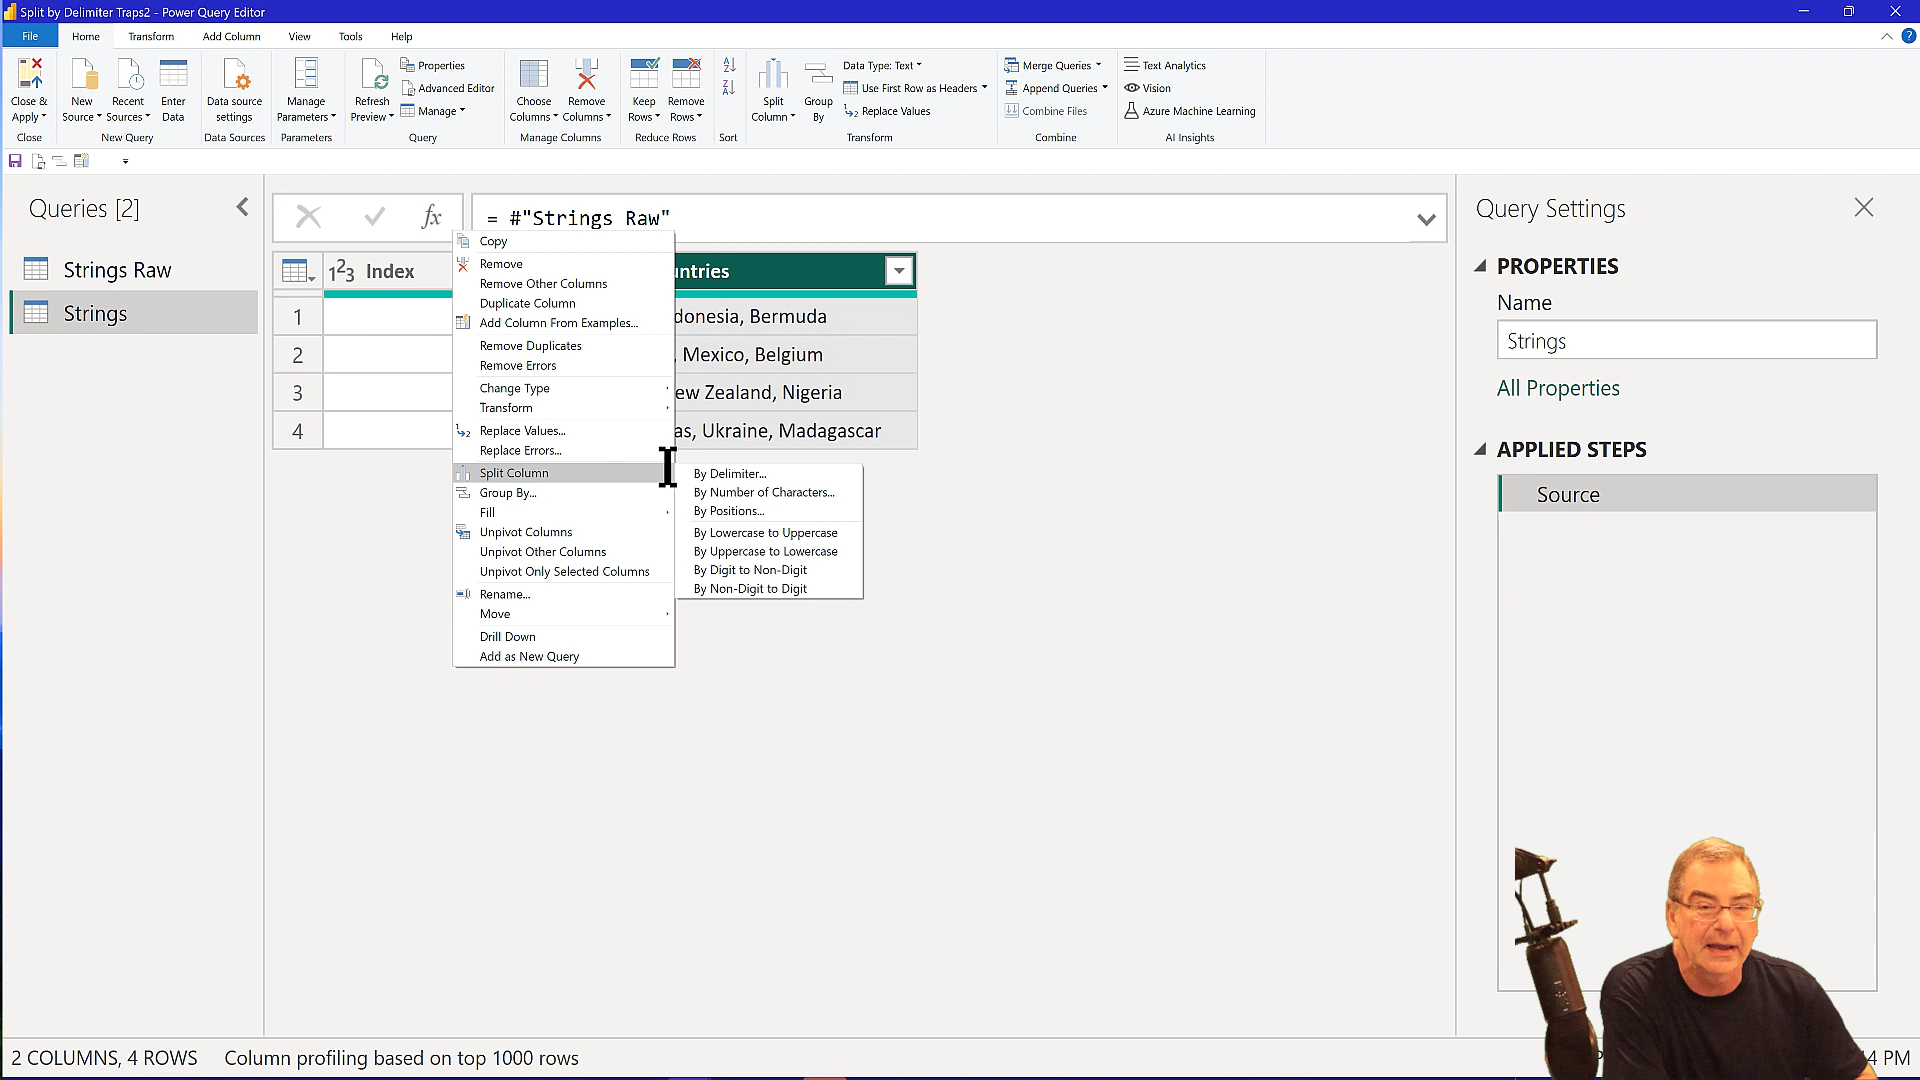 Split by Delimiter Traps2 - Power Query Editor
File Home Transform Add Column View Tools Help
Close & Apply
Close
New Source
Recent Sources
Enter Data
New Query
Data source settings
Data Sources
Manage Parameters
Parameters
Refresh Preview
Properties
Advanced Editor
Manage
Query
Choose Columns
Remove Columns
Manage Columns
Keep Rows
Remove Rows
Reduce Rows
Sort
Split Column
Group By
Data Type: Text
Use First Row as Headers
Replace Values
Transform
Merge Queries
Append Queries
Combine Files
Combine
Text Analytics
Vision
Azure Machine Learning
AI Insights
Queries [2]
Strings Raw
Strings
fx
= #"Strings Raw"
Index
ntries
1
donesia, Bermuda
2
, Mexico, Belgium
3
ew Zealand, Nigeria
4
as, Ukraine, Madagascar
Copy
Remove
Remove Other Columns
Duplicate Column
Add Column From Examples...
Remove Duplicates
Remove Errors
Change Type
Transform
Replace Values...
Replace Errors...
Split Column
Group By...
Fill
Unpivot Columns
Unpivot Other Columns
Unpivot Only Selected Columns
Rename...
Move
Drill Down
Add as New Query
By Delimiter...
By Number of Characters...
By Positions...
By Lowercase to Uppercase
By Uppercase to Lowercase
By Digit to Non-Digit
By Non-Digit to Digit
Query Settings
PROPERTIES
Name
Strings
All Properties
APPLIED STEPS
Source
2 COLUMNS, 4 ROWS Column profiling based on top 1000 rows
4 PM